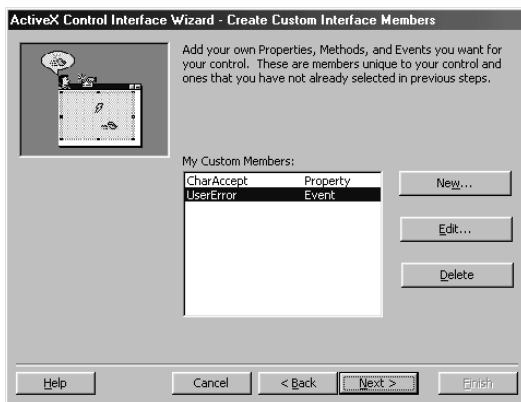 ActiveX Control Interface Wizard - Create Custom Interface Members
Add your own Properties, Methods, and Events you want for
your control. These are members unique to your control and
ones that you have not already selected in previous steps.
My Custom Members:
CharAccept Property
UserError Event
New...
Edit...
Delete
Help
Cancel
< Back
Next >
Finish